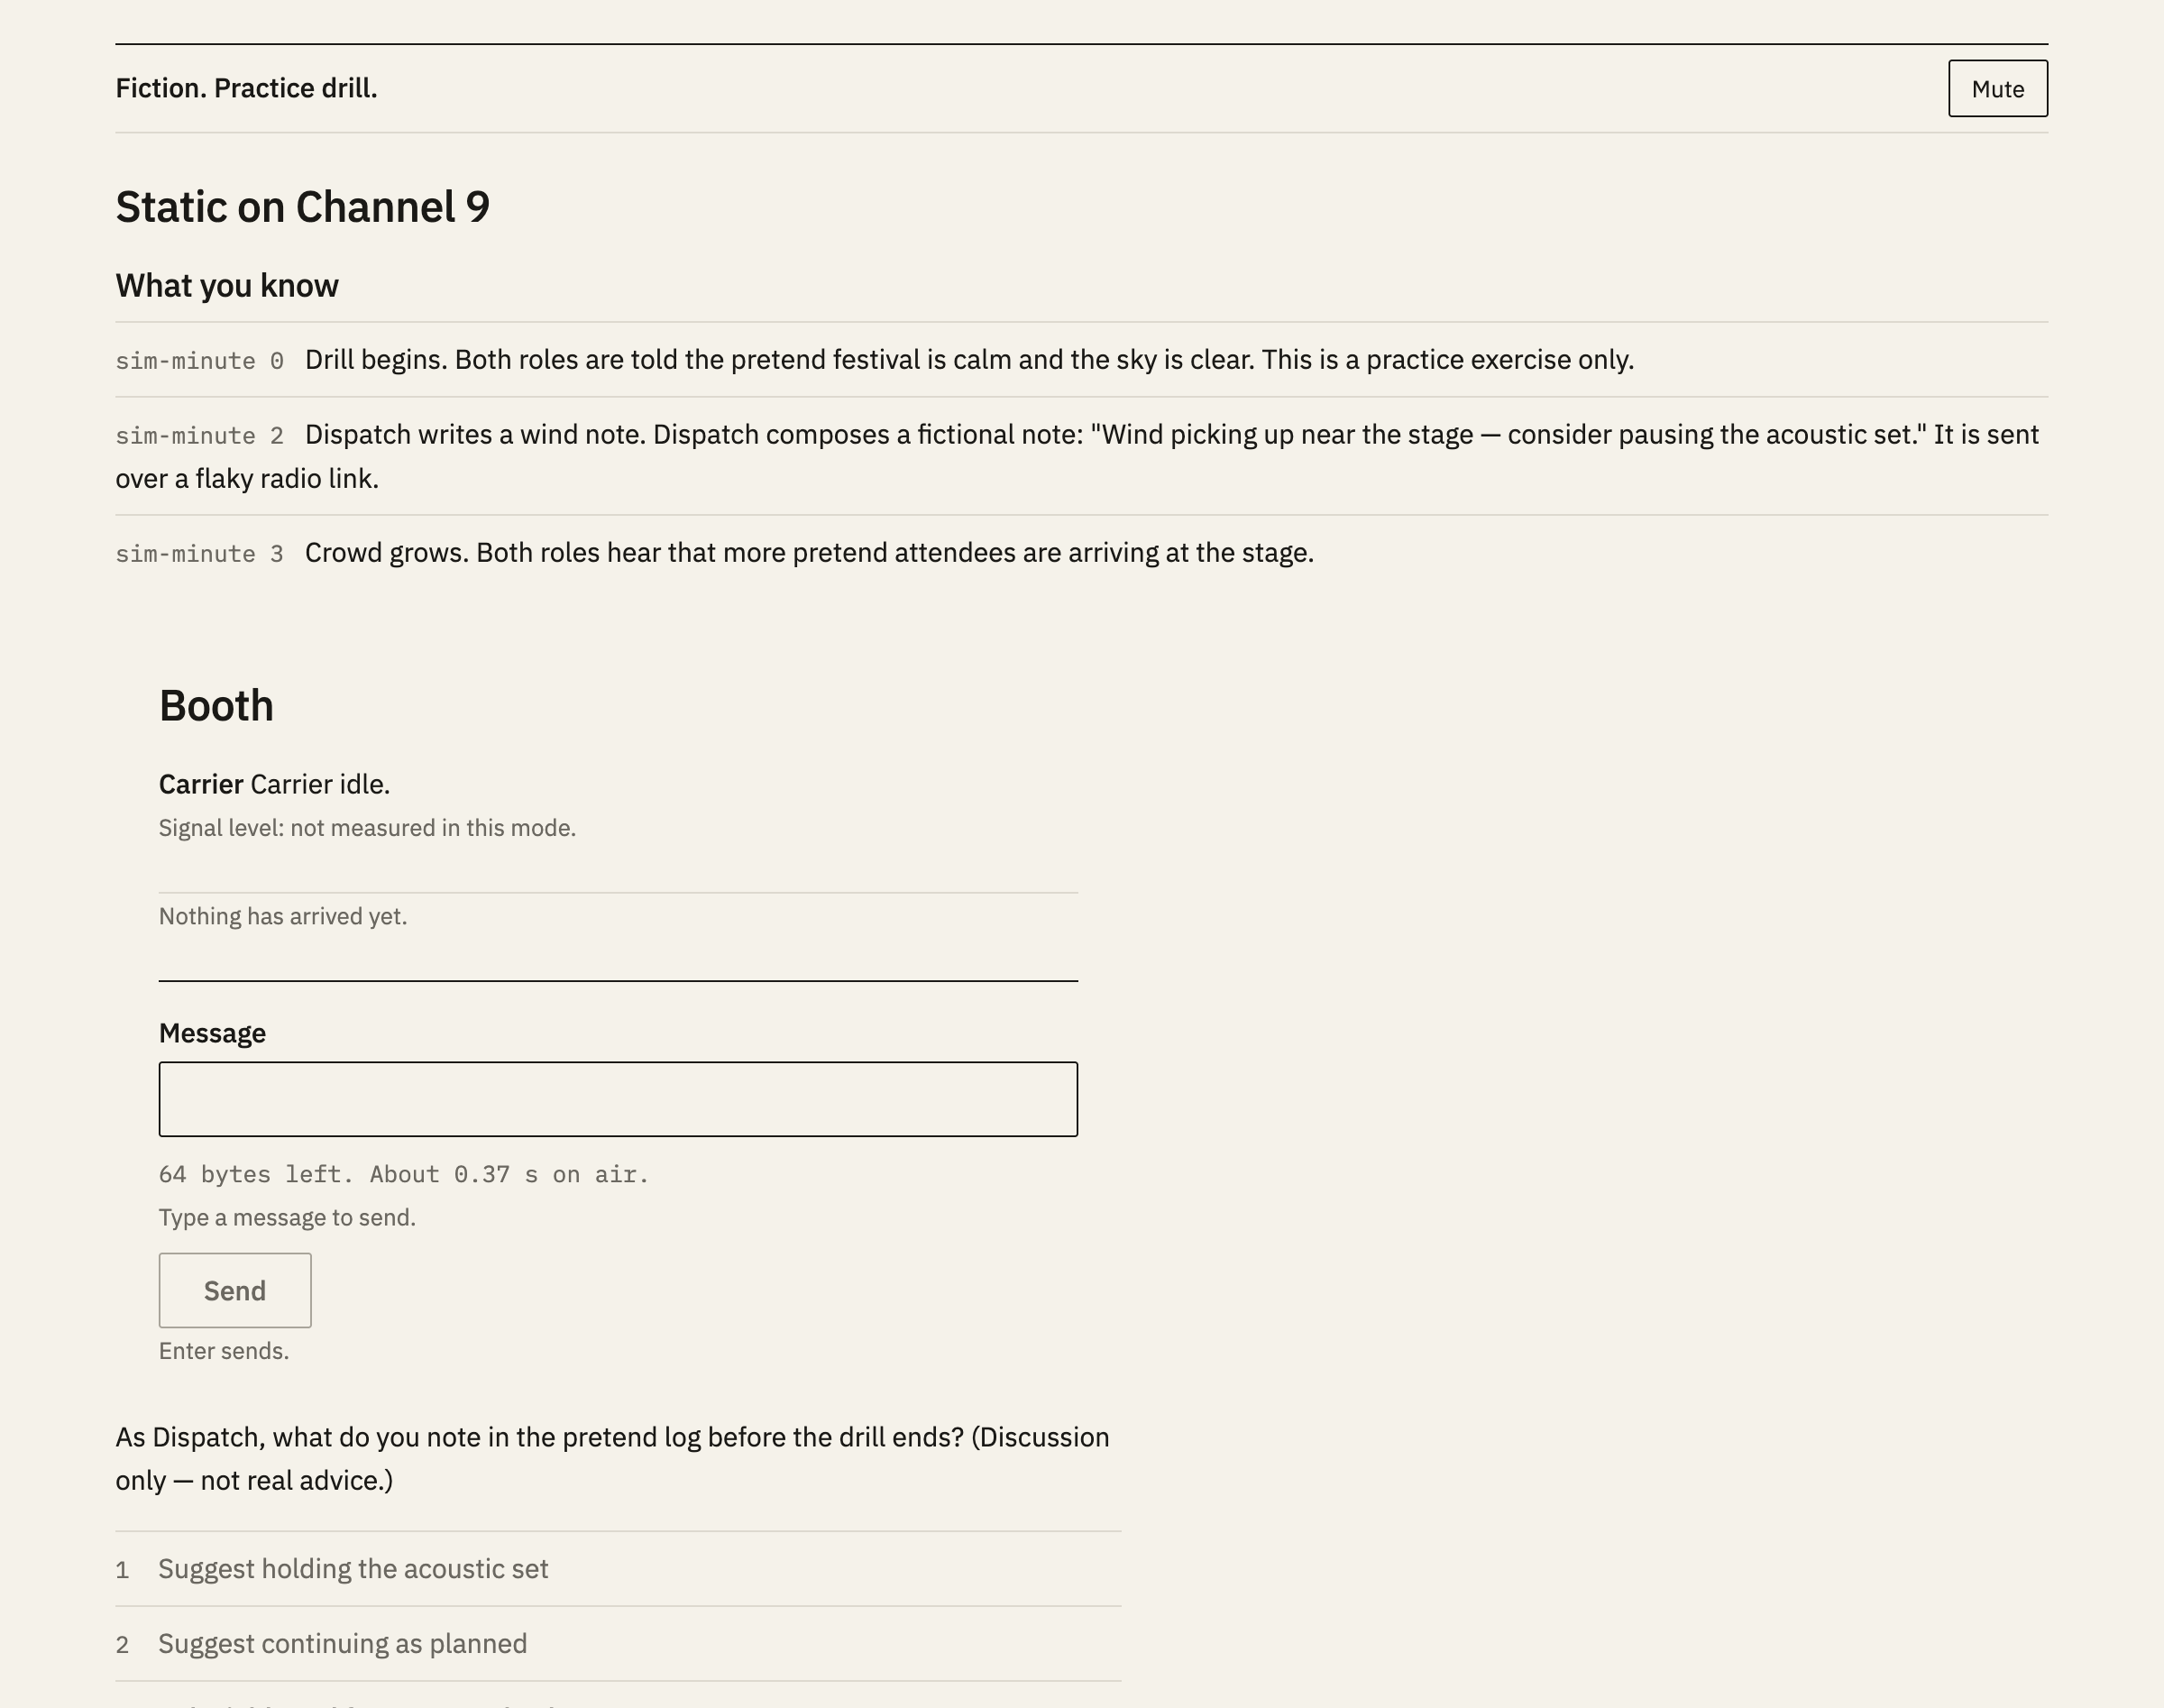 Fiction. Practice drill.
Mute
Static on Channel 9
What you know
sim-minute 0 Drill begins. Both roles are told the pretend festival is calm and the sky is clear. This is a practice exercise only.
sim-minute 2 Dispatch writes a wind note. Dispatch composes a fictional note: "Wind picking up near the stage — consider pausing the acoustic set." It is sent
over a flaky radio link.
sim-minute 3 Crowd grows. Both roles hear that more pretend attendees are arriving at the stage.
Booth
Carrier Carrier idle.
Signal level: not measured in this mode.
Nothing has arrived yet.
Message
64 bytes left. About 0.37 s on air.
Type a message to send.
Send
Enter sends.
As Dispatch, what do you note in the pretend log before the drill ends? (Discussion
only — not real advice.)
1 Suggest holding the acoustic set
2 Suggest continuing as planned